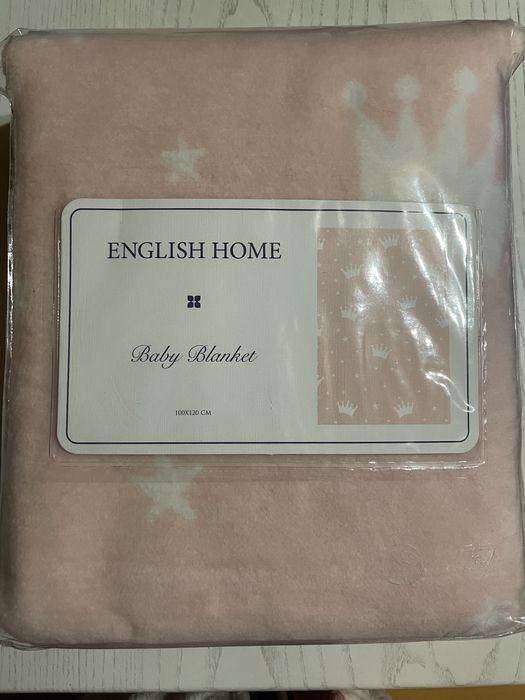 ENGLISH HOME
Baby Blanket
100X120 CM